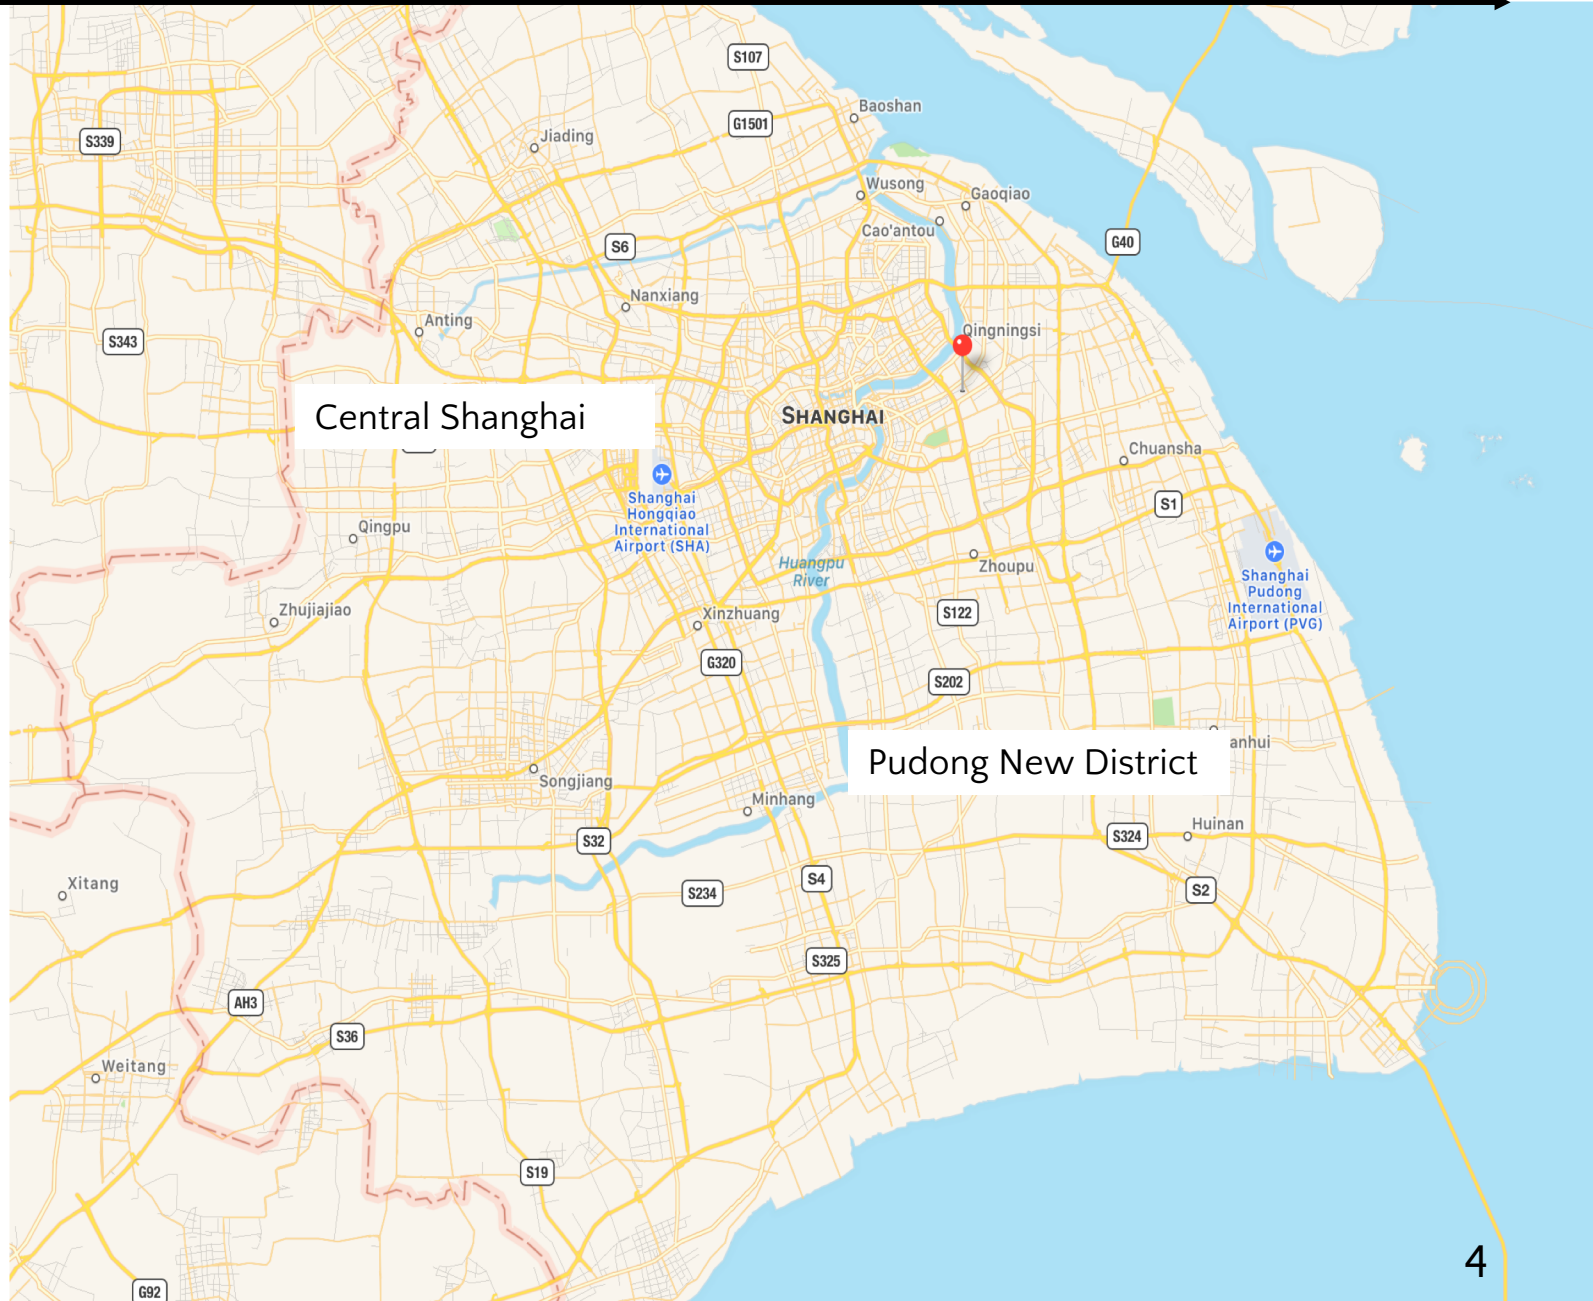 S107
Baoshan
G1501
Jiading
S339
Wusong
Gaoqiao
Cao'antou
S6
G40
Nanxiang
Anting
Qingningsi
S343
Central Shanghai
SHANGHAI
Chuansha
Shanghai
Hongqiao
International
Airport (SHA)
S1
Qingpu
Huangpu
River
Zhoupu
Shanghai
Pudong
International
Airport (PVG)
Zhujiajiao
Xinzhuang
S122
G320
S202
anhui
Pudong New District
Songjiang
Minhang
S32
S324
Huinan
Xitang
S234
S4
S2
S325
AH3
S36
Weitang
S19
4
G92